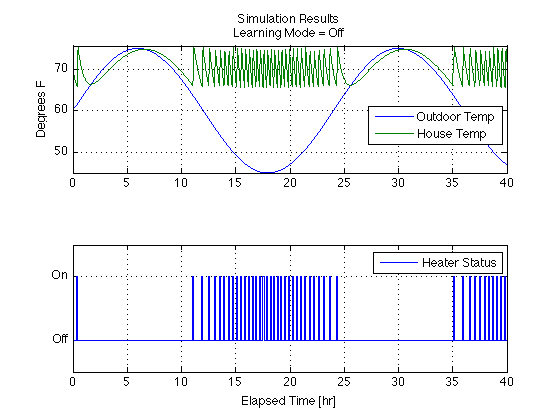 Simulation Results
Learning Mode = Off
Degrees F
70
60
50
Outdoor Temp
House Temp
0 5 10 15 20 25 30 35 40
Heater Status
On
Off
0 5 10 15 20 25 30 35 40
Elapsed Time [hr]